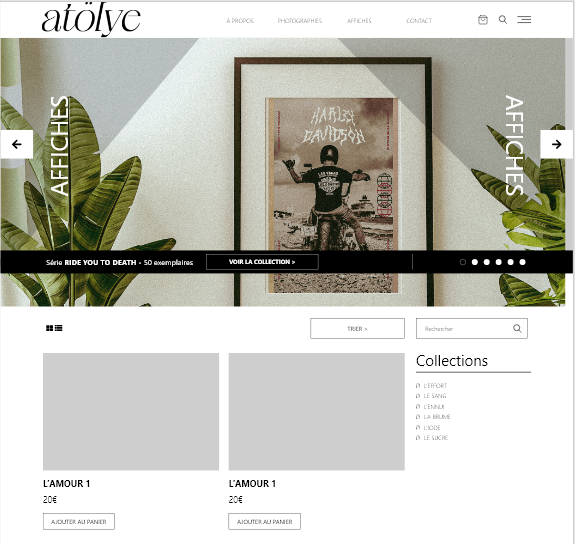 atölye
À PROPOS PHOTOGRAPHIES AFFICHES CONTACT
AFFICHES
HARLEY DAVIDSON
AFFICHES
Série RIDE YOU TO DEATH - 50 exemplaires
VOIR LA COLLECTION >
TRIER >
Rechercher
Collections
L'EFFORT
LE SANG
L'ENNUI
LA BRUME
L'IODE
LE SUCRE
L'AMOUR 1
20€
AJOUTER AU PANIER
L'AMOUR 1
20€
AJOUTER AU PANIER